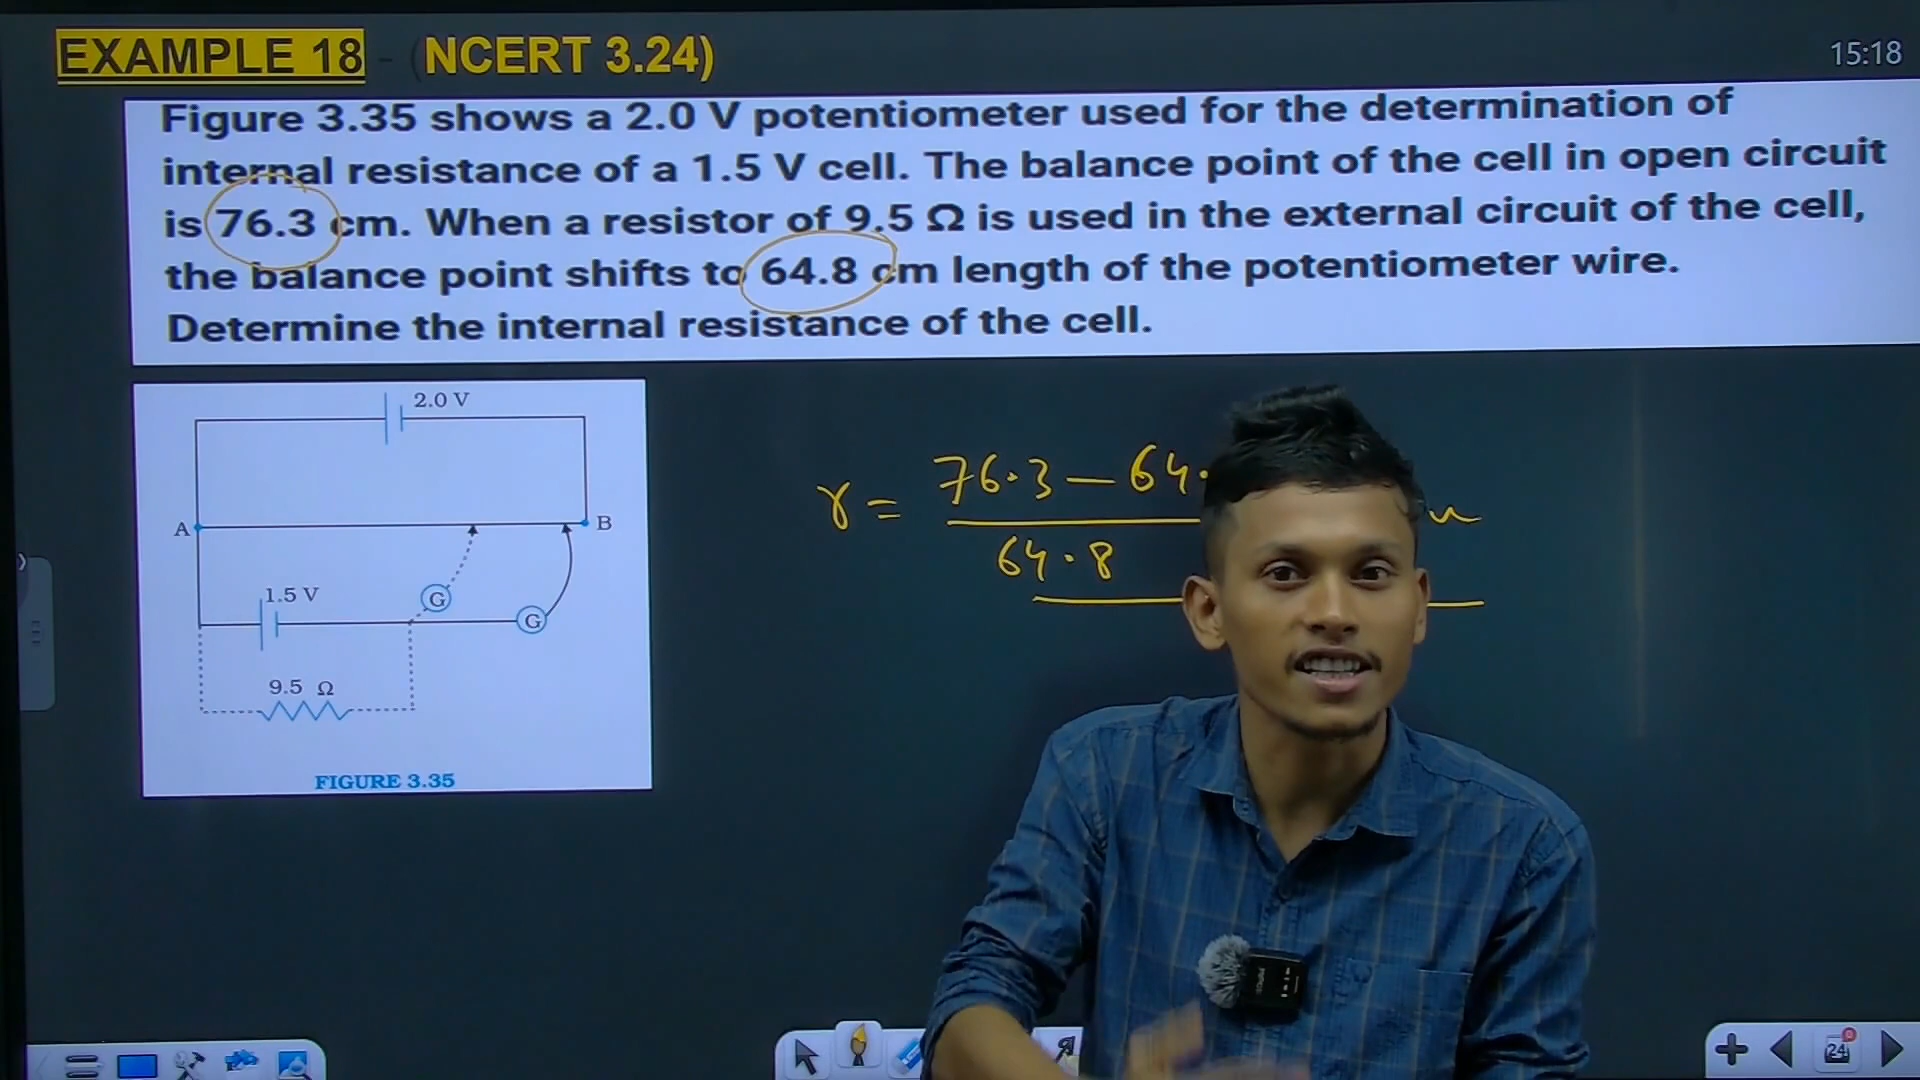 EXAMPLE 18 - (NCERT 3.24)
15:18
Figure 3.35 shows a 2.0 V potentiometer used for the determination of
internal resistance of a 1.5 V cell. The balance point of the cell in open circuit
is 76.3 cm. When a resistor of 9.5 Ω is used in the external circuit of the cell,
the balance point shifts to 64.8 cm length of the potentiometer wire.
Determine the internal resistance of the cell.
2.0 V
A
B
1.5 V
G
G
9.5 Ω
FIGURE 3.35
r = 76.3 — 64.
64.8
24